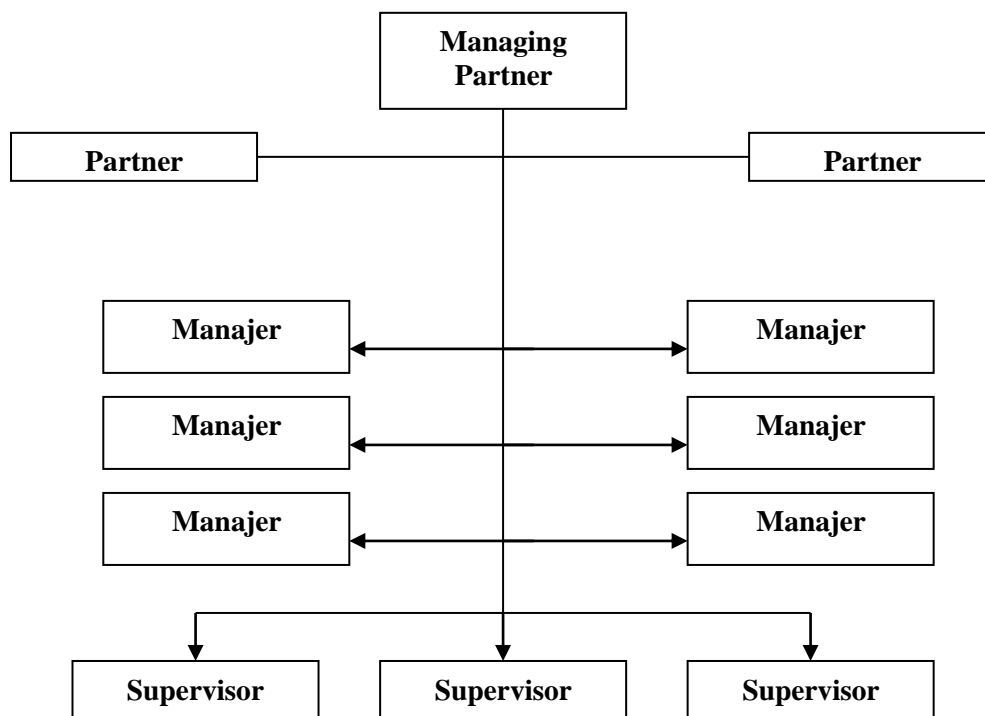 Managing
Partner
Partner
Partner
Manajer
Manajer
Manajer
Manajer
Manajer
Manajer
Supervisor
Supervisor
Supervisor